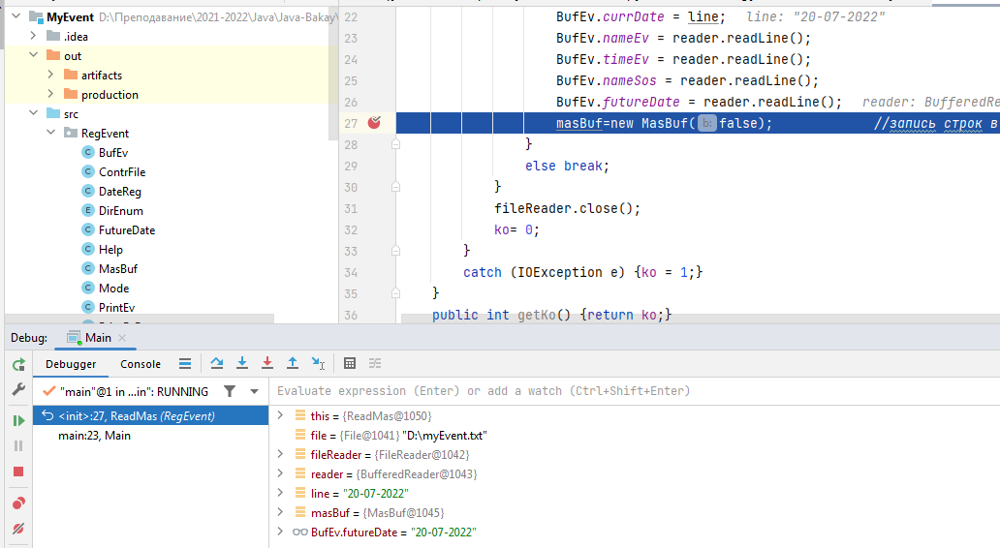 MyEvent D:\Преподавание\2021-2022\Java\Java-Bakay\
.idea
out
artifacts
production
src
RegEvent
BufEv
ContrFile
DateReg
DirEnum
FutureDate
Help
MasBuf
Mode
PrintEv
22 BufEv.currDate = line; line: "20-07-2022"
23 BufEv.nameEv = reader.readLine();
24 BufEv.timeEv = reader.readLine();
25 BufEv.nameSos = reader.readLine();
26 BufEv.futureDate = reader.readLine(); reader: BufferedRe
27 masBuf=new MasBuf( b: false); //запись строк в
28 }
29 else break;
30 }
31 fileReader.close();
32 ko= 0;
33 }
34 catch (IOException e) {ko = 1;}
35 }
36 public int getKo() {return ko;}
Debug: Main
Debugger Console
"main"@1 in ...in": RUNNING
Evaluate expression (Enter) or add a watch (Ctrl+Shift+Enter)
<init>:27, ReadMas (RegEvent)
main:23, Main
this = {ReadMas@1050}
file = {File@1041} "D:\myEvent.txt"
fileReader = {FileReader@1042}
reader = {BufferedReader@1043}
line = "20-07-2022"
masBuf = {MasBuf@1045}
BufEv.futureDate = "20-07-2022"